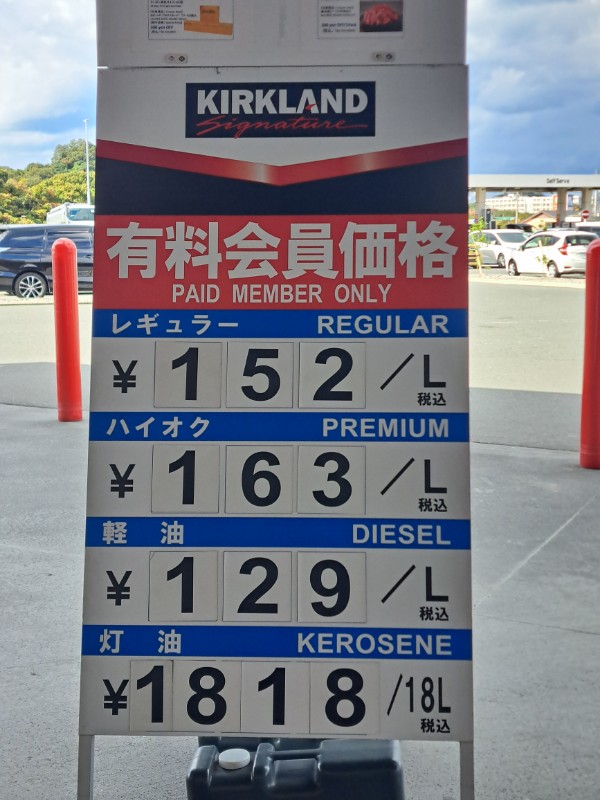 KIRKLAND
Signature
有料会員価格
PAID MEMBER ONLY
レギュラー REGULAR
¥ 152 /L
税込
ハイオク PREMIUM
¥ 163 /L
税込
軽油 DIESEL
¥ 129 /L
税込
灯油 KEROSENE
¥1818 /18L
税込
Self Serve